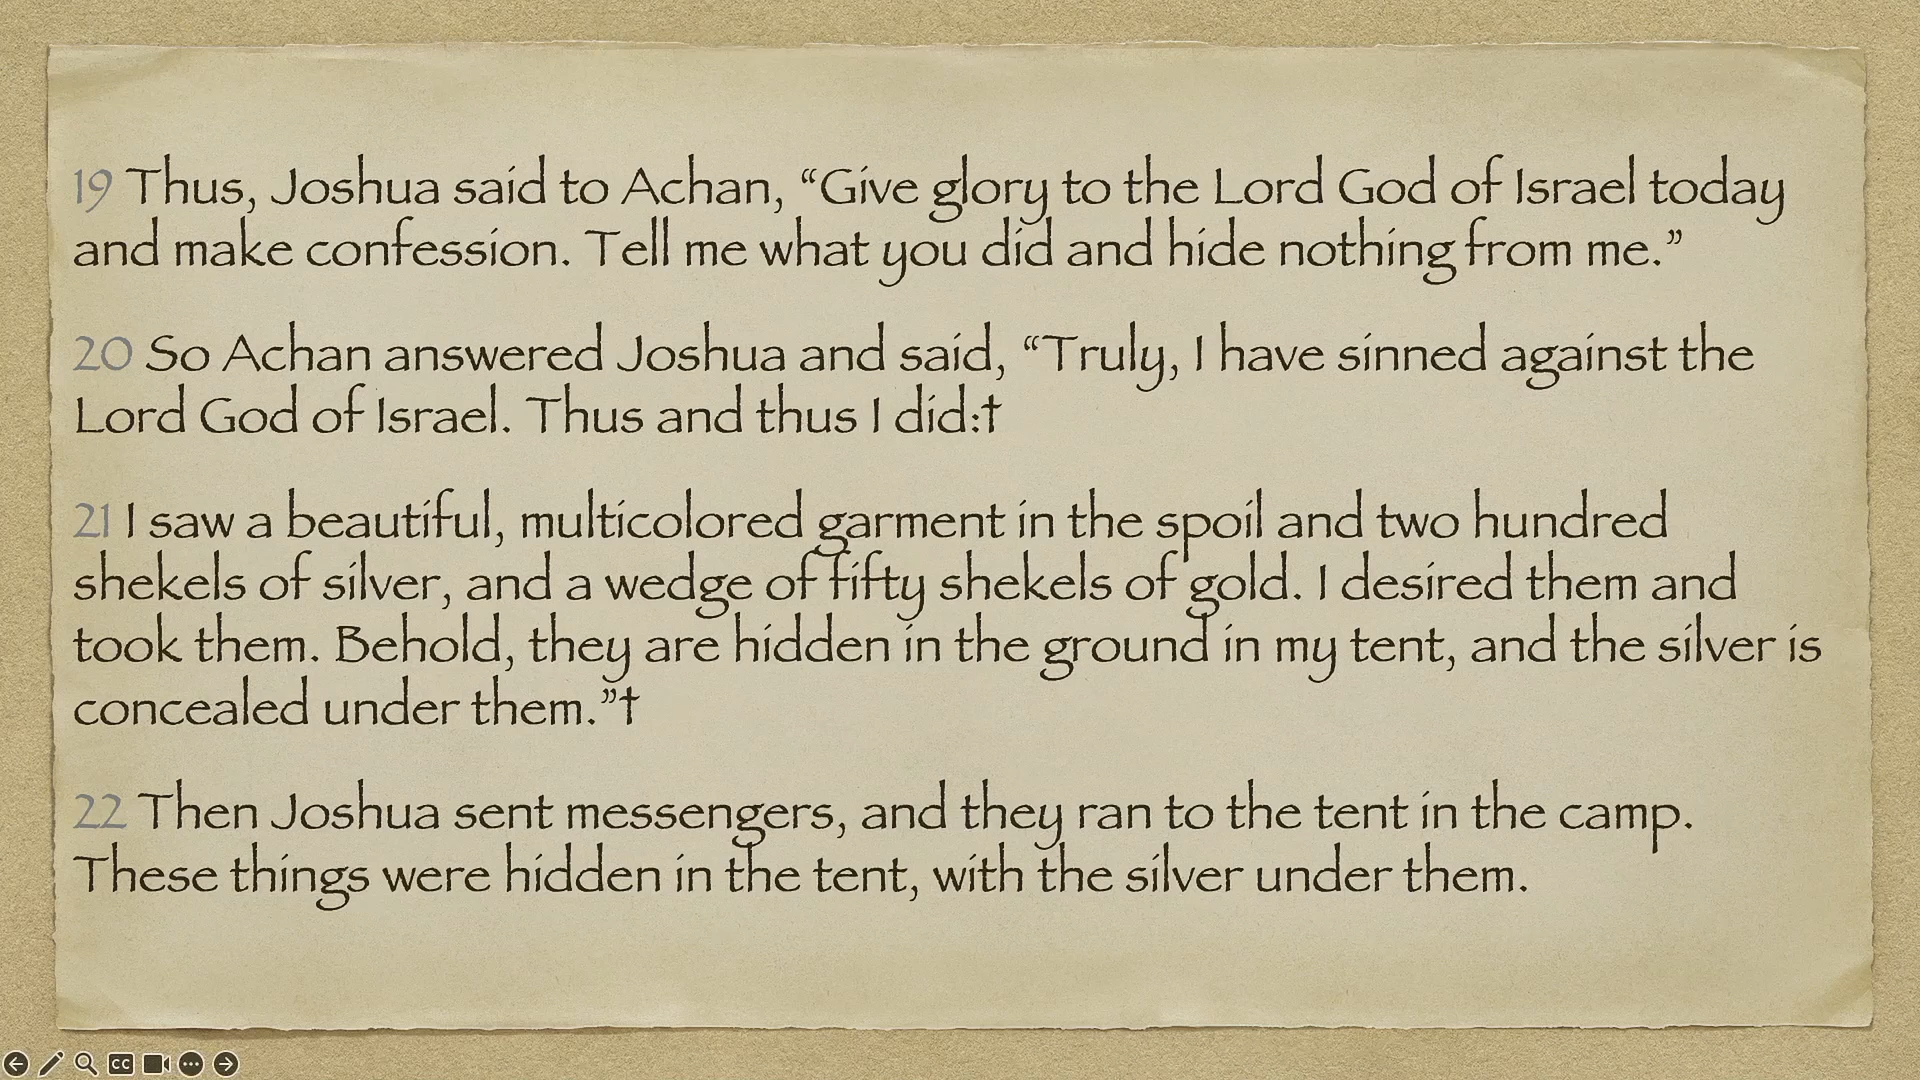 19 Thus, Joshua said to Achan, “Give glory to the Lord God of Israel today
and make confession. Tell me what you did and hide nothing from me.”
20 So Achan answered Joshua and said, “Truly, I have sinned against the
Lord God of Israel. Thus and thus I did:†
21 I saw a beautiful, multicolored garment in the spoil and two hundred
shekels of silver, and a wedge of fifty shekels of gold. I desired them and
took them. Behold, they are hidden in the ground in my tent, and the silver is
concealed under them.”†
22 Then Joshua sent messengers, and they ran to the tent in the camp.
These things were hidden in the tent, with the silver under them.
CC